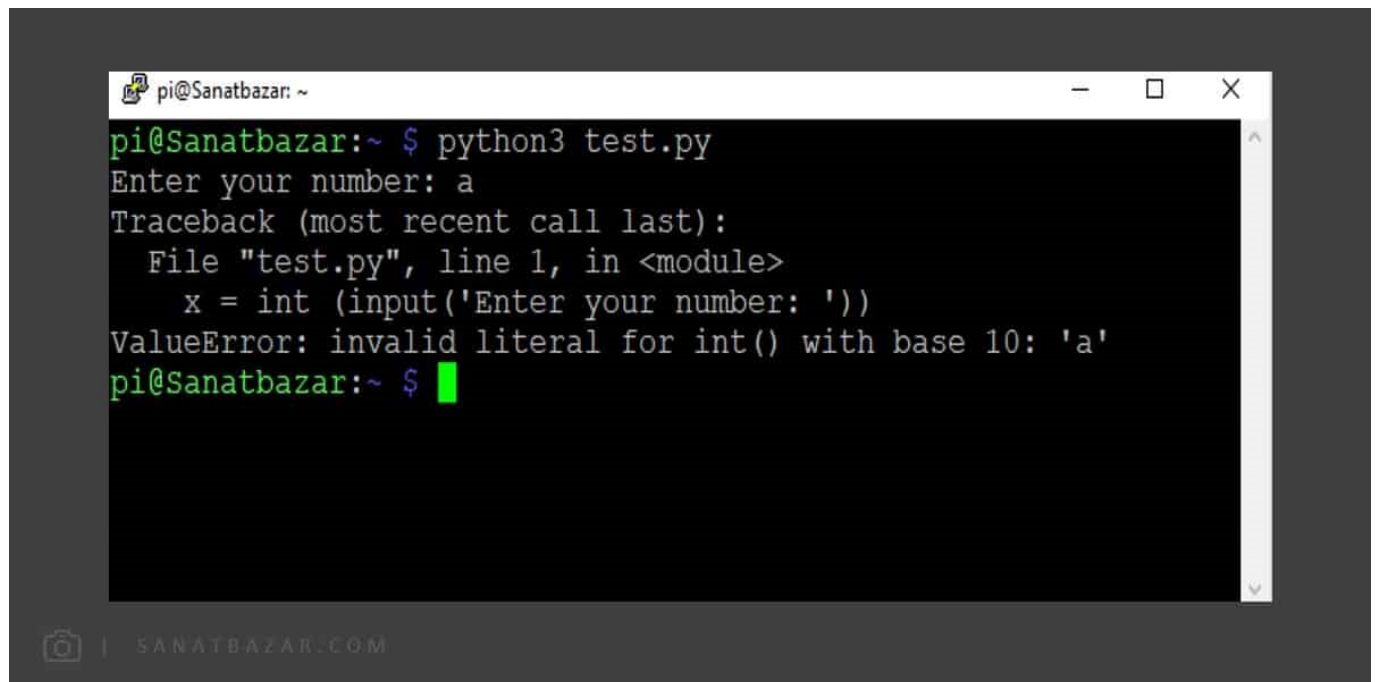 pi@Sanatbazar: ~
pi@Sanatbazar:~ $ python3 test.py
Enter your number: a
Traceback (most recent call last):
  File "test.py", line 1, in <module>
    x = int (input('Enter your number: '))
ValueError: invalid literal for int() with base 10: 'a'
pi@Sanatbazar:~ $
| SANATBAZAR.COM